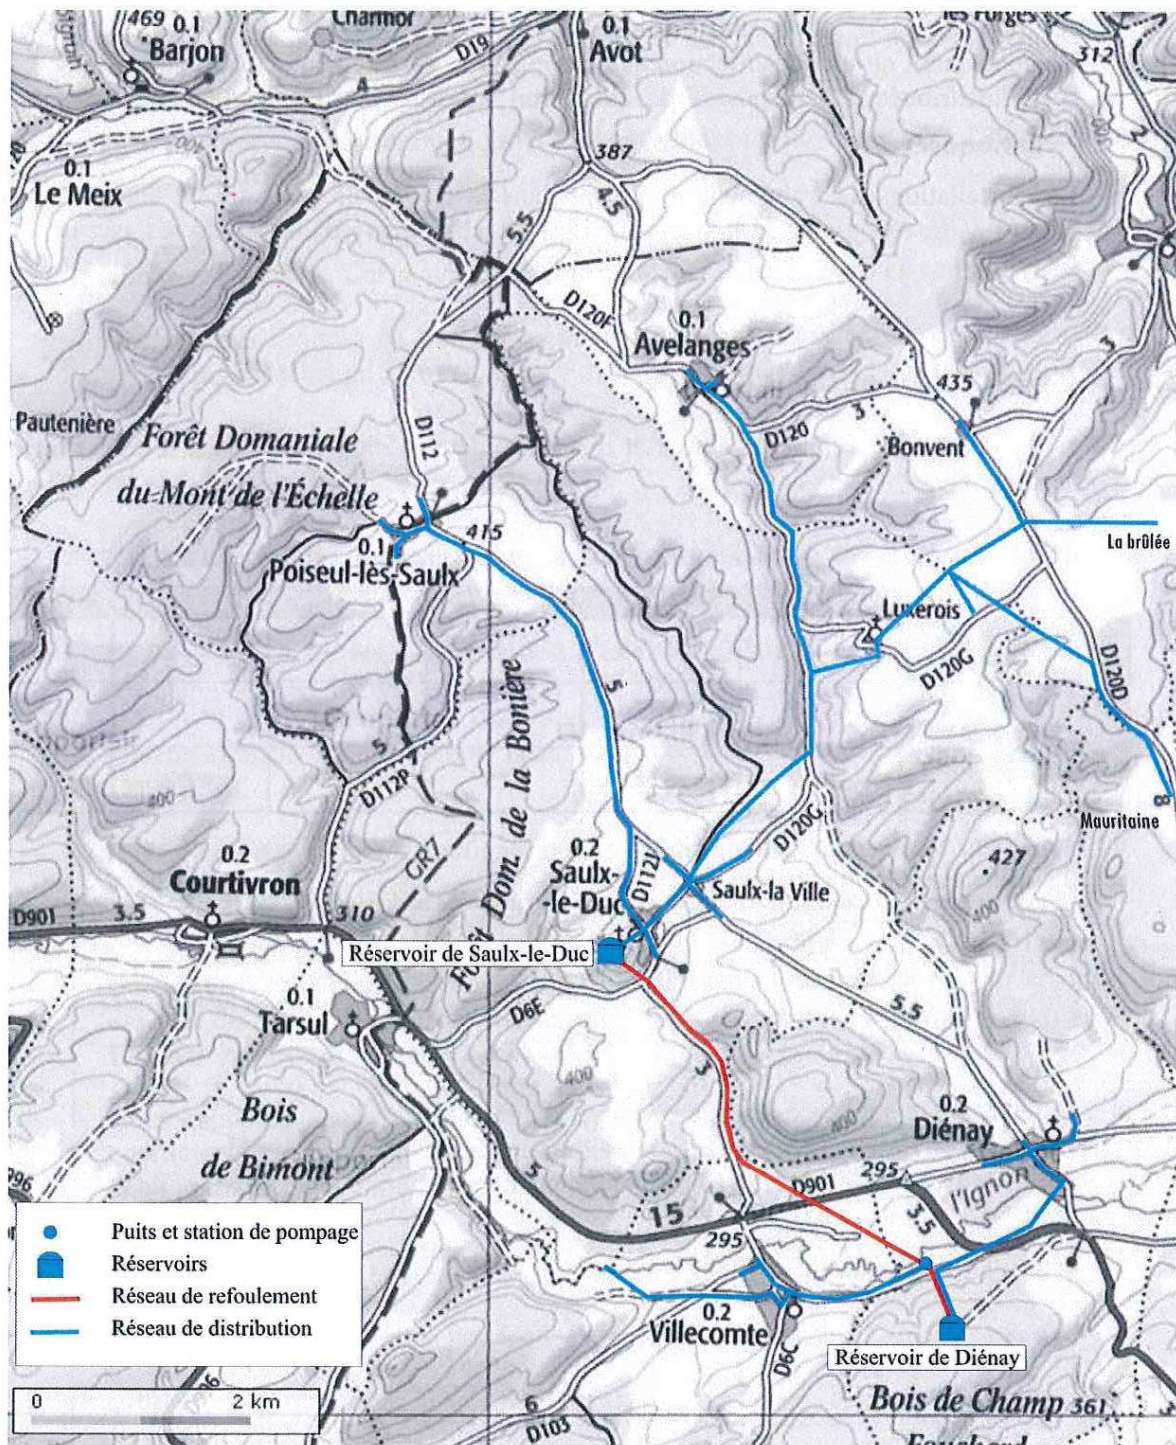 469
0.1
Barjon
Charmoy
D19
A
0.1
Avot
les Forges
312
2
400
0.1
Le Meix
387
4.5
5.5
D120F
0.1
Avelanges
3
435
3
D120
Bonvent
Pautenière
Forêt Domaniale
du Mont de l'Échelle
D112
415
0.1
Poiseul-lès-Saulx
La brûlée
Luxerois
D120G
D120D
5
5
D112P
400
GR7
Forêt Dom. de la Bonière
8
Mauritaine
427
400
0.2
Courtivron
D901
3.5
310
0.2
Saulx-
-le-Duc
D112J
D120G
Saulx-la Ville
Réservoir de Saulx-le-Duc
0.1
Tarsul
D6E
5.5
400
3
400
0.2
Diénay
Bois
de Bimont
5
295
D901
l'Ignon
3.5
15
295
D996
Puits et station de pompage
Réservoirs
Réseau de refoulement
Réseau de distribution
0.2
Villecomte
D6C
Réservoir de Diénay
0 2 km
6
D103
Bois de Champ 361
Fouchard
3